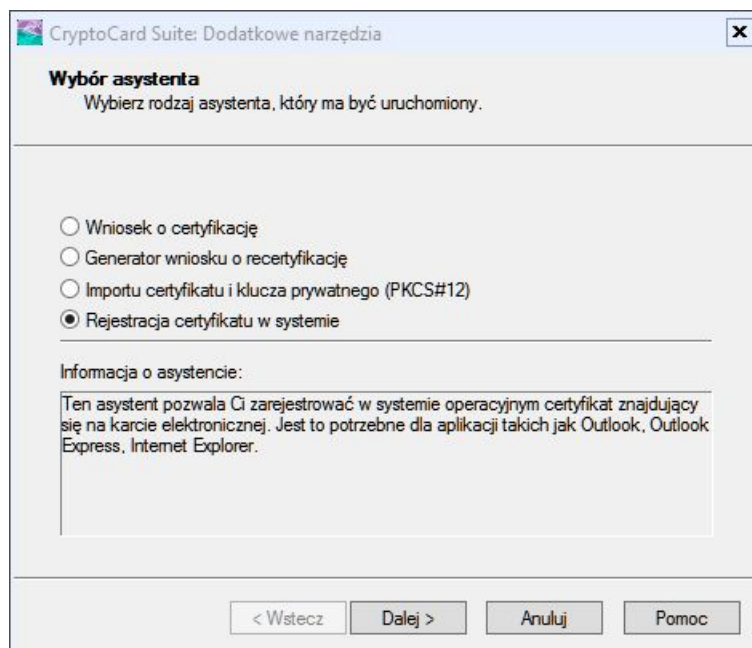 CryptoCard Suite: Dodatkowe narzędzia
Wybór asystenta
Wybierz rodzaj asystenta, który ma być uruchomiony.
Wniosek o certyfikację
Generator wniosku o recertyfikację
Importu certyfikatu i klucza prywatnego (PKCS#12)
Rejestracja certyfikatu w systemie
Informacja o asystencie:
Ten asystent pozwala Ci zarejestrować w systemie operacyjnym certyfikat znajdujący
się na karcie elektronicznej. Jest to potrzebne dla aplikacji takich jak Outlook, Outlook
Express, Internet Explorer.
< Wstecz
Dalej >
Anuluj
Pomoc